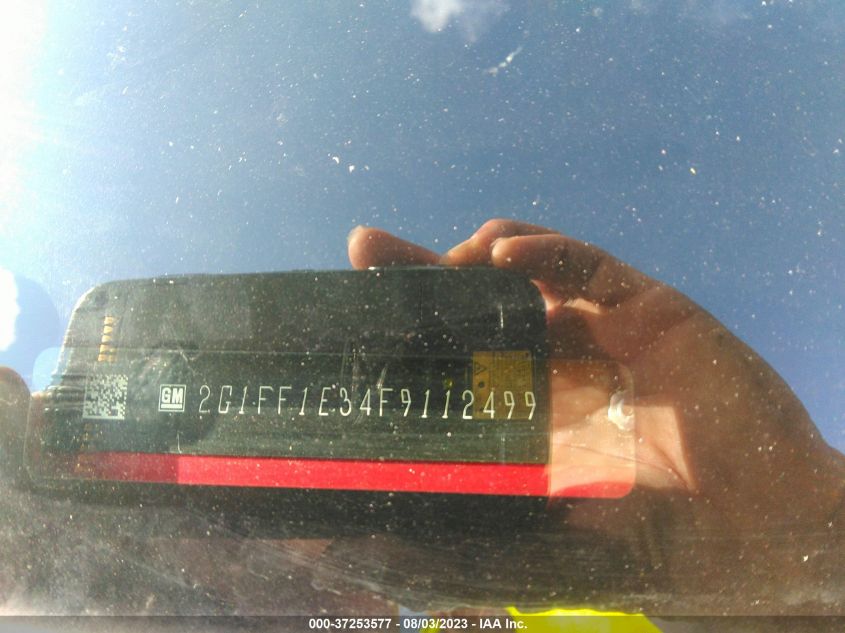 GM 2G1FF1E34F9112499
000-37253577 - 08/03/2023 - IAA Inc.